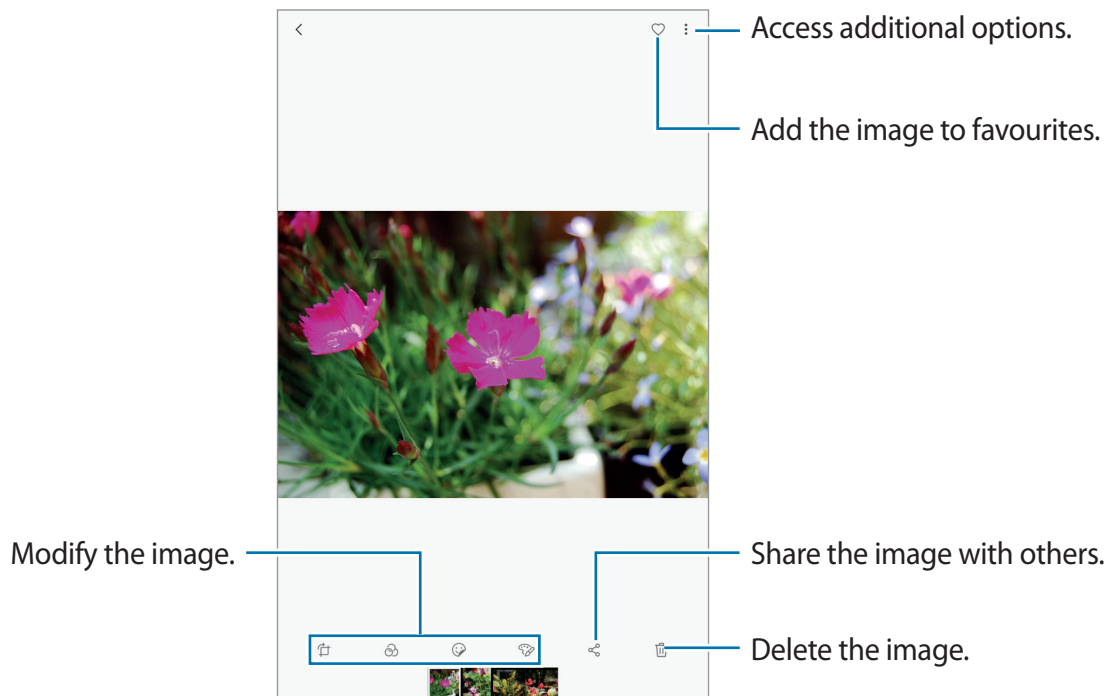 Access additional options.
Add the image to favourites.
Modify the image.
Share the image with others.
Delete the image.